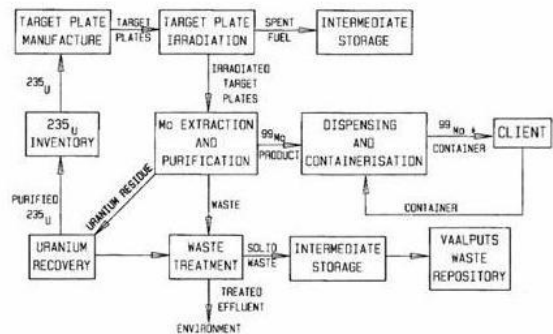 TARGET PLATE
MANUFACTURE
TARGET
PLATES
TARGET PLATE
IRRADIATION
SPENT
FUEL
INTERMEDIATE
STORAGE
235U
IRRADIATED
TARGET
PLATES
235U
INVENTORY
Mo EXTRACTION
AND
PURIFICATION
99Mo
PRODUCT
DISPENSING
AND
CONTAINERISATION
99Mo &
CONTAINER
CLIENT
CONTAINER
PURIFIED
235U
URANIUM RESIDUE
WASTE
URANIUM
RECOVERY
WASTE
TREATMENT
SOLID
WASTE
INTERMEDIATE
STORAGE
VAALPUTS
WASTE
REPOSITORY
TREATED
EFFLUENT
ENVIRONMENT